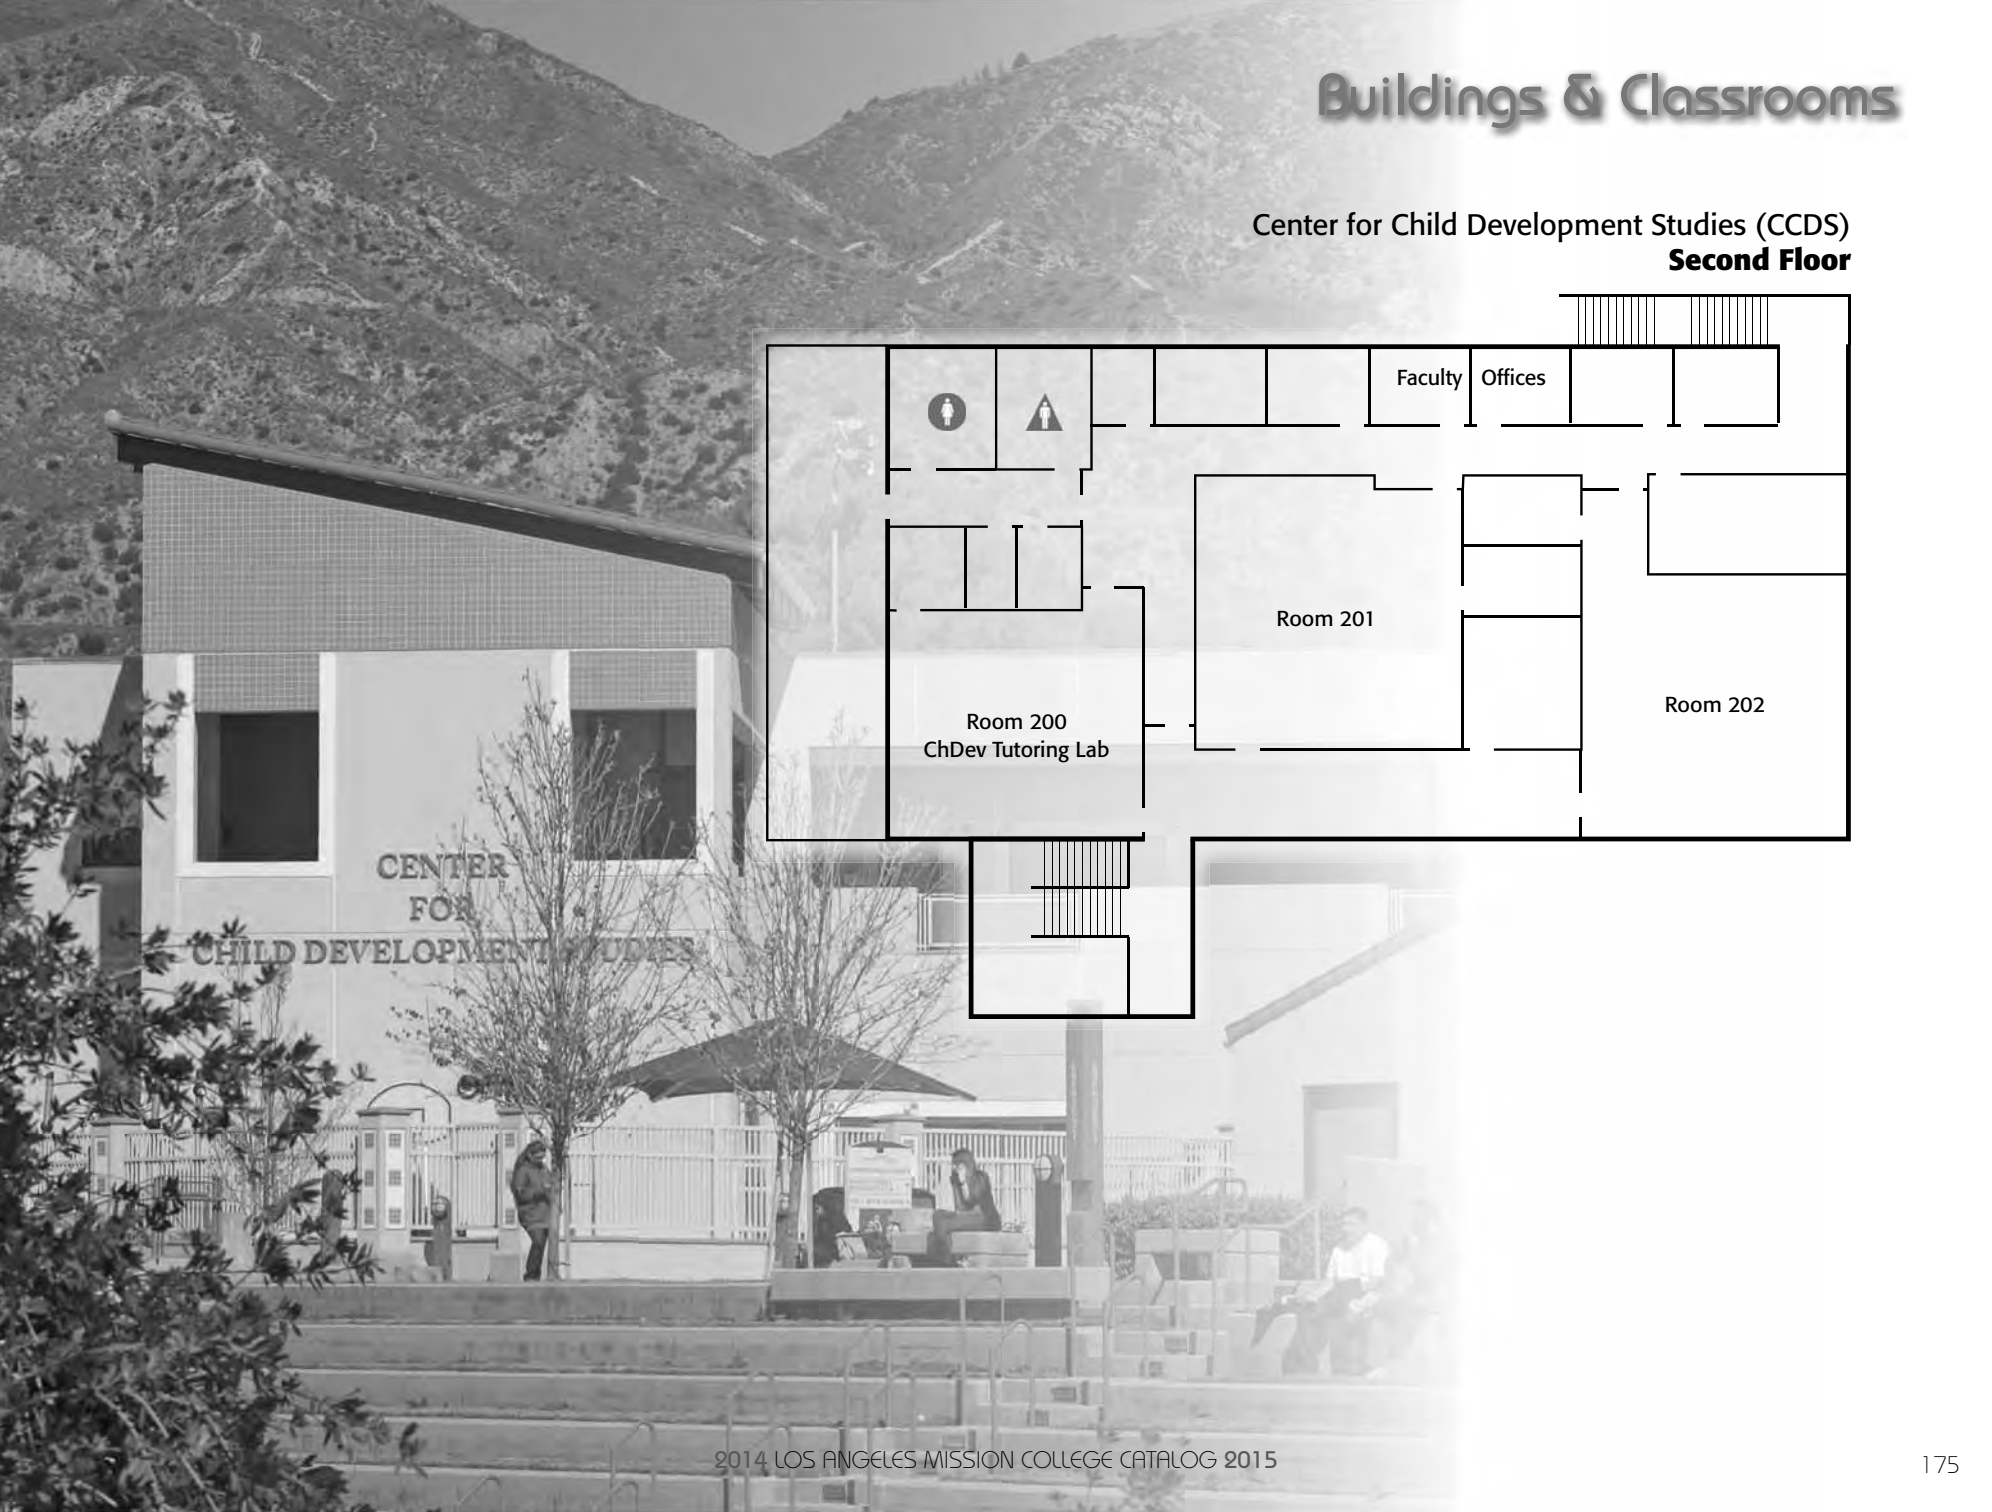 Buildings & Classrooms
Center for Child Development Studies (CCDS)
Second Floor
Faculty Offices
Room 201
Room 202
Room 200
ChDev Tutoring Lab
CENTER
FOR
CHILD DEVELOPMENT STUDIES
2014 LOS ANGELES MISSION COLLEGE CATALOG 2015
175